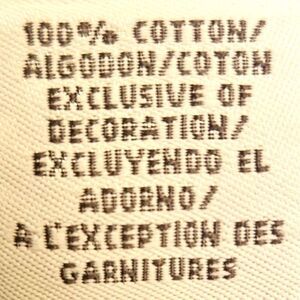 100% COTTON/
ALGODON/COTON
EXCLUSIVE OF
DECORATION/
EXCLUYENDO EL
ADORNO/
A L'EXCEPTION DES
GARNITURES